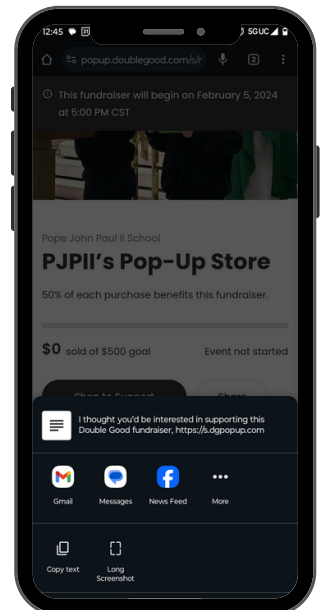 12:45
31
5GUC
popup.doublegood.com/s/r
2
This fundraiser will begin on February 5, 2024
at 5:00 PM CST
Pope John Paul II School
PJPII's Pop-Up Store
50% of each purchase benefits this fundraiser.
$0 sold of $500 goal
Event not started
Shop to Support
Share
I thought you'd be interested in supporting this
Double Good fundraiser, https://s.dgpopup.com
Gmail
Messages
News Feed
More
Copy text
Long
Screenshot